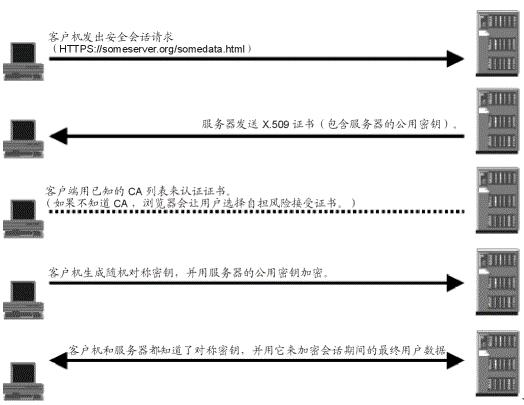 客户机发出安全会话请求
（HTTPS://someserver.org/somedata.html）
服务器发送 X.509 证书（包含服务器的公用密钥）。
客户端用已知的 CA 列表来认证证书。
（如果不知道 CA ，浏览器会让用户选择自担风险接受证书。）
客户机生成随机对称密钥，并用服务器的公用密钥加密。
客户机和服务器都知道了对称密钥，并用它来加密会话期间的最终用户数据